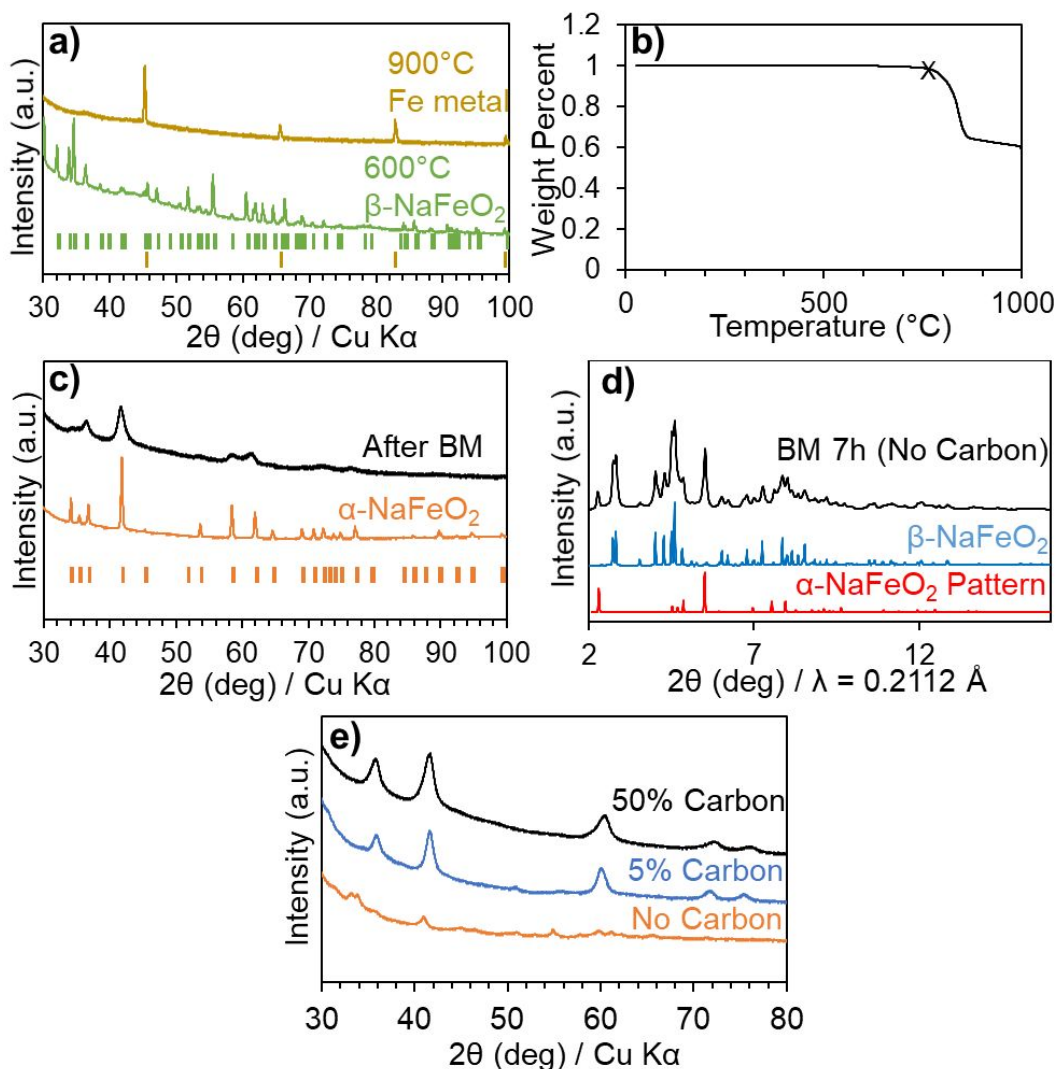 a)
900°C
Fe metal
600°C
β-NaFeO₂
Intensity (a.u.)
30 40 50 60 70 80 90 100
2θ (deg) / Cu Kα
b)
Weight Percent
1.2
1
0.8
0.6
0.4
0.2
0
0 500 1000
Temperature (°C)
c)
After BM
α-NaFeO₂
Intensity (a.u.)
30 40 50 60 70 80 90 100
2θ (deg) / Cu Kα
d)
BM 7h (No Carbon)
β-NaFeO₂
α-NaFeO₂ Pattern
Intensity (a.u.)
2 7 12
2θ (deg) / λ = 0.2112 Å
e)
50% Carbon
5% Carbon
No Carbon
Intensity (a.u.)
30 40 50 60 70 80
2θ (deg) / Cu Kα